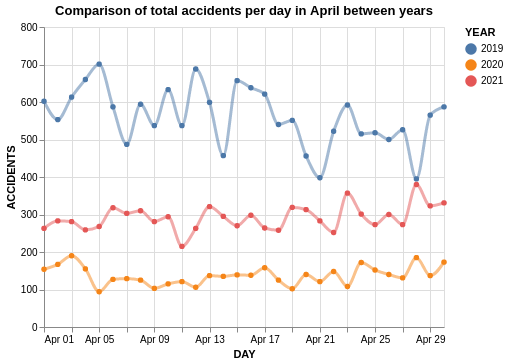 Comparison of total accidents per day in April between years
800
700
600
500
400
300
200
100
0
ACCIDENTS
Apr 01 Apr 05 Apr 09 Apr 13 Apr 17 Apr 21 Apr 25 Apr 29
DAY
YEAR
2019
2020
2021